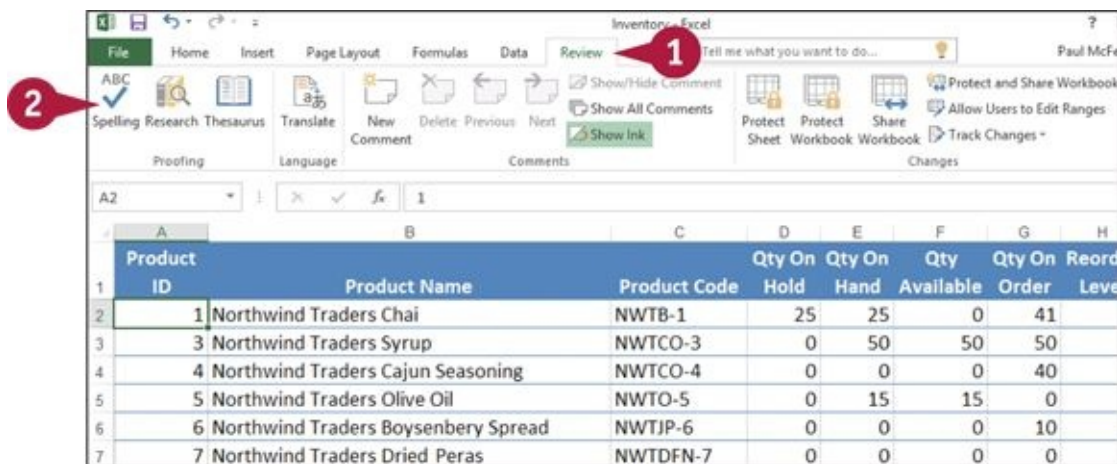 Inventory - Excel ?
File Home Insert Page Layout Formulas Data Review 1 Tell me what you want to do... Paul McFe
2 ABC
Show/Hide Comment Protect and Share Workbook
Show All Comments Allow Users to Edit Ranges
Spelling Research Thesaurus Translate New Delete Previous Next Show Ink Protect Protect Share Track Changes
Comment Sheet Workbook Workbook
Proofing Language Comments Changes
A2 fx 1
A B C D E F G H
Product Qty On Qty On Qty Qty On Reord
1 ID Product Name Product Code Hold Hand Available Order Leve
2 1 Northwind Traders Chai NWTB-1 25 25 0 41
3 3 Northwind Traders Syrup NWTCO-3 0 50 50 50
4 4 Northwind Traders Cajun Seasoning NWTCO-4 0 0 0 40
5 5 Northwind Traders Olive Oil NWTO-5 0 15 15 0
6 6 Northwind Traders Boysenbery Spread NWTJP-6 0 0 0 10
7 7 Northwind Traders Dried Peras NWTDFN-7 0 0 0 0